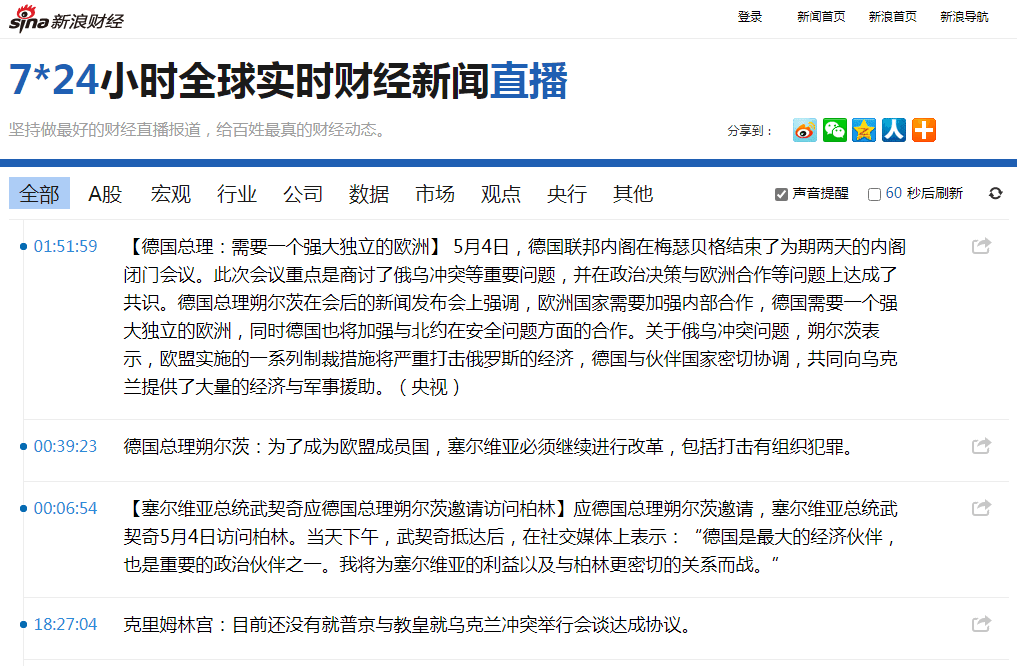 sina新浪财经
登录 新闻首页 新浪首页 新浪导航
7*24小时全球实时财经新闻直播
坚持做最好的财经直播报道，给百姓最真的财经动态。
分享到：
全部 A股 宏观 行业 公司 数据 市场 观点 央行 其他 声音提醒 60 秒后刷新
01:51:59 【德国总理：需要一个强大独立的欧洲】 5月4日，德国联邦内阁在梅瑟贝格结束了为期两天的内阁
闭门会议。此次会议重点是商讨了俄乌冲突等重要问题，并在政治决策与欧洲合作等问题上达成了
共识。德国总理朔尔茨在会后的新闻发布会上强调，欧洲国家需要加强内部合作，德国需要一个强
大独立的欧洲，同时德国也将加强与北约在安全问题方面的合作。关于俄乌冲突问题，朔尔茨表
示，欧盟实施的一系列制裁措施将严重打击俄罗斯的经济，德国与伙伴国家密切协调，共同向乌克
兰提供了大量的经济与军事援助。（央视）
00:39:23 德国总理朔尔茨：为了成为欧盟成员国，塞尔维亚必须继续进行改革，包括打击有组织犯罪。
00:06:54 【塞尔维亚总统武契奇应德国总理朔尔茨邀请访问柏林】应德国总理朔尔茨邀请，塞尔维亚总统武
契奇5月4日访问柏林。当天下午，武契奇抵达后，在社交媒体上表示：“德国是最大的经济伙伴，
也是重要的政治伙伴之一。我将为塞尔维亚的利益以及与柏林更密切的关系而战。”
18:27:04 克里姆林宫：目前还没有就普京与教皇就乌克兰冲突举行会谈达成协议。